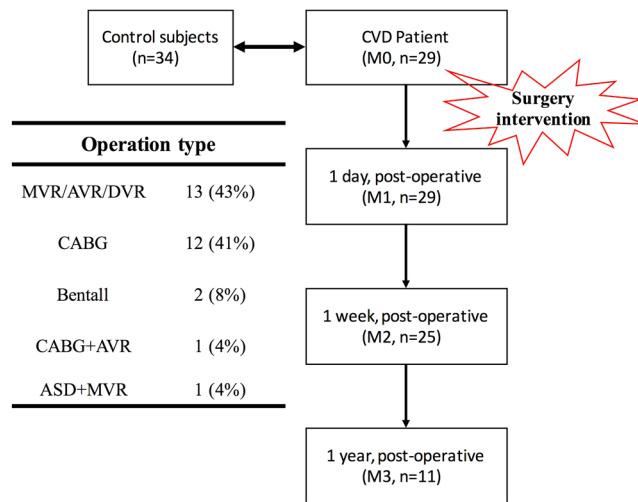 Control subjects
(n=34)
CVD Patient
(M0, n=29)
Surgery
intervention
Operation type
MVR/AVR/DVR 13 (43%)
CABG 12 (41%)
Bentall 2 (8%)
CABG+AVR 1 (4%)
ASD+MVR 1 (4%)
1 day, post-operative
(M1, n=29)
1 week, post-operative
(M2, n=25)
1 year, post-operative
(M3, n=11)